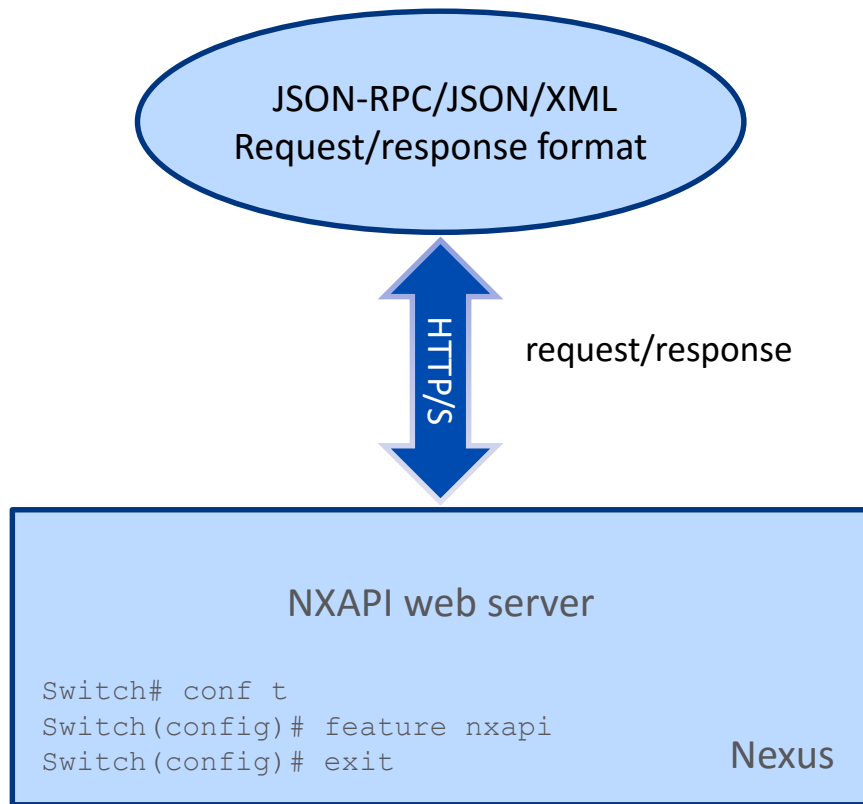 JSON-RPC/JSON/XML
Request/response format
HTTP/S
request/response
NXAPI web server
Switch# conf t
Switch(config)# feature nxapi
Switch(config)# exit
Nexus